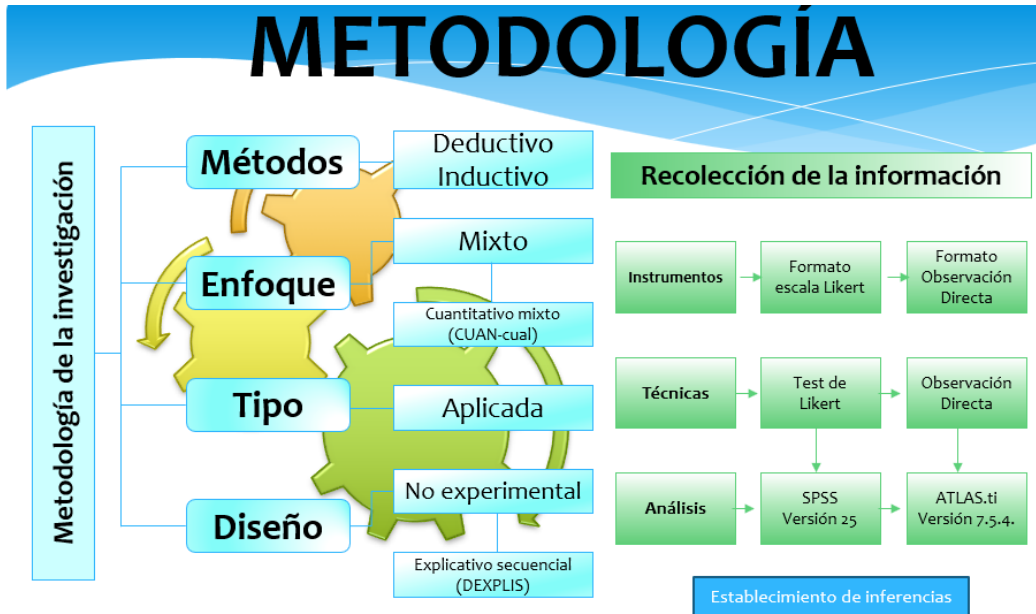 METODOLOGÍA
Metodología de la investigación
Métodos
Deductivo
Inductivo
Enfoque
Mixto
Cuantitativo mixto
(CUAN-cual)
Tipo
Aplicada
Diseño
No experimental
Explicativo secuencial
(DEXPLIS)
Recolección de la información
Instrumentos
Formato
escala Likert
Formato
Observación
Directa
Técnicas
Test de
Likert
Observación
Directa
Análisis
SPSS
Versión 25
ATLAS.ti
Versión 7.5.4.
Establecimiento de inferencias